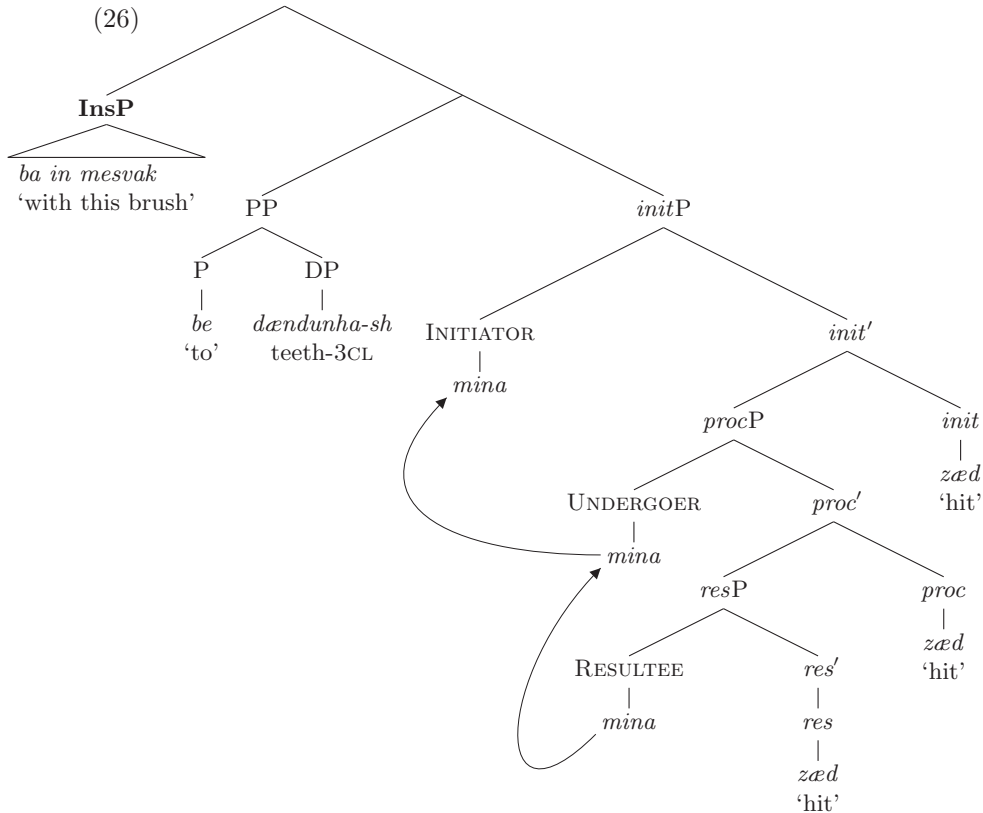 (26)
InsP
ba in mesvak
‘with this brush’
PP
initP
P
DP
be
‘to’
dændunha-sh
teeth-3CL
INITIATOR
mina
init′
procP
init
zæd
‘hit’
UNDERGOER
mina
proc′
resP
proc
zæd
‘hit’
RESULTEE
mina
res′
res
zæd
‘hit’